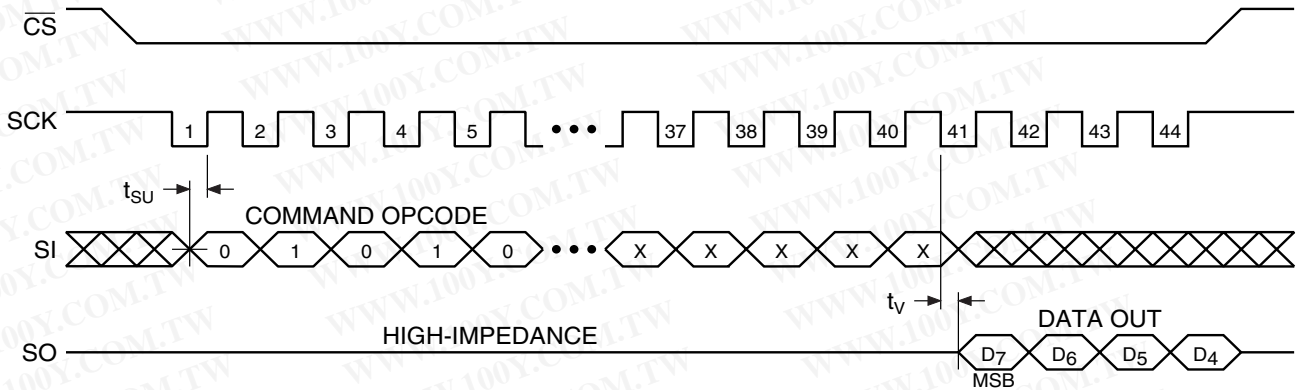 CS
SCK 1 2 3 4 5 ••• 37 38 39 40 41 42 43 44
tSU
COMMAND OPCODE
SI 0 1 0 1 0 ••• X X X X X
tV
HIGH-IMPEDANCE
DATA OUT
SO D7 D6 D5 D4
MSB
WWW.100Y.COM.TW